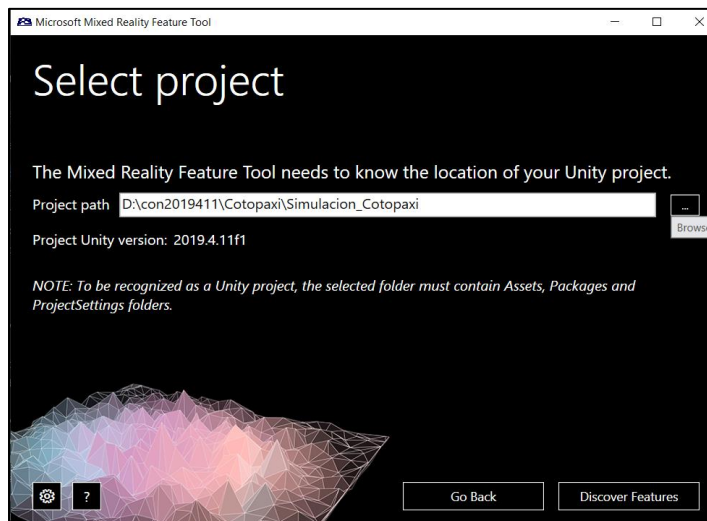 Microsoft Mixed Reality Feature Tool
Select project
The Mixed Reality Feature Tool needs to know the location of your Unity project.
Project path D:\con2019411\Cotopaxi\Simulacion_Cotopaxi ...
Browse
Project Unity version: 2019.4.11f1
NOTE: To be recognized as a Unity project, the selected folder must contain Assets, Packages and
ProjectSettings folders.
? Go Back Discover Features